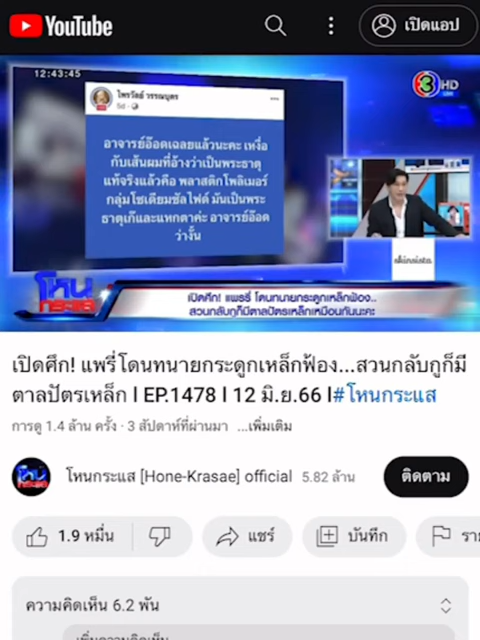 YouTube
เปิดแอป
12:43:45
ไพรวัลย์ วรรณบุตร
5d
อาจารย์อ๊อดเฉลยแล้วนะคะ เหงื่อ
กับเส้นผมที่อ้างว่าเป็นพระธาตุ
แท้จริงแล้วคือ พลาสติกโพลิเมอร์
กลุ่มโซเดียมซัลไฟด์ มันเป็นพระ
ธาตุเก๊และแหกตาค่ะ อาจารย์อ๊อด
ว่างั้น
3 HD
โหนกระแส
เปิดศึก! แพรรี่ โดนทนายกระดูกเหล็กฟ้อง..
สวนกลับกูก็มีตาลปัตรเหล็กเหมือนกันนะคะ
เปิดศึก! แพรี่โดนทนายกระดูกเหล็กฟ้อง...สวนกลับกูก็มี
ตาลปัตรเหล็ก l EP.1478 l 12 มิ.ย.66 l#โหนกระแส
การดู 1.4 ล้าน ครั้ง · 3 สัปดาห์ที่ผ่านมา ...เพิ่มเติม
โหนกระแส [Hone-Krasae] official 5.82 ล้าน
ติดตาม
1.9 หมื่น
แชร์
บันทึก
ราย
ความคิดเห็น 6.2 พัน